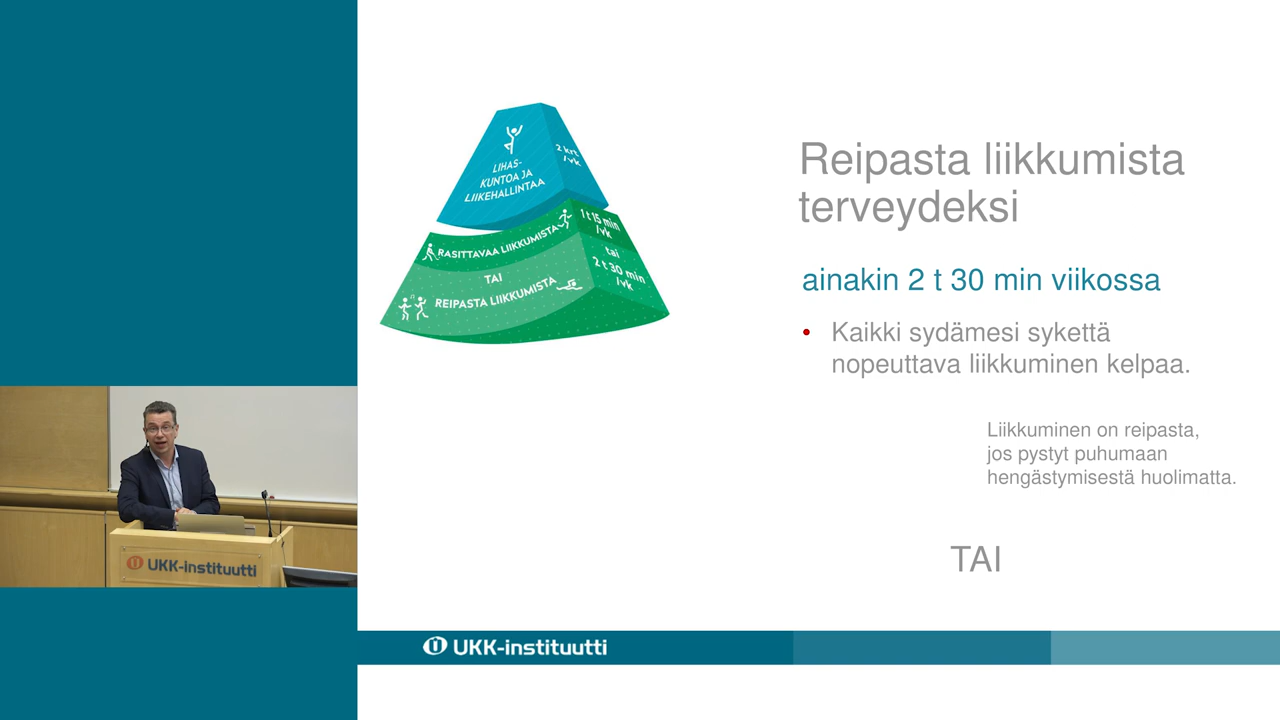 LIHAS-
KUNTOA JA
LIIKEHALLINTAA
2 krt
/vk
RASITTAVAA LIIKKUMISTA
1 t 15 min
/vk
TAI
tai
REIPASTA LIIKKUMISTA
2 t 30 min
/vk
Reipasta liikkumista
terveydeksi
ainakin 2 t 30 min viikossa
• Kaikki sydämesi sykettä
nopeuttava liikkuminen kelpaa.
Liikkuminen on reipasta,
jos pystyt puhumaan
hengästymisestä huolimatta.
TAI
UKK-instituutti
UKK-instituutti